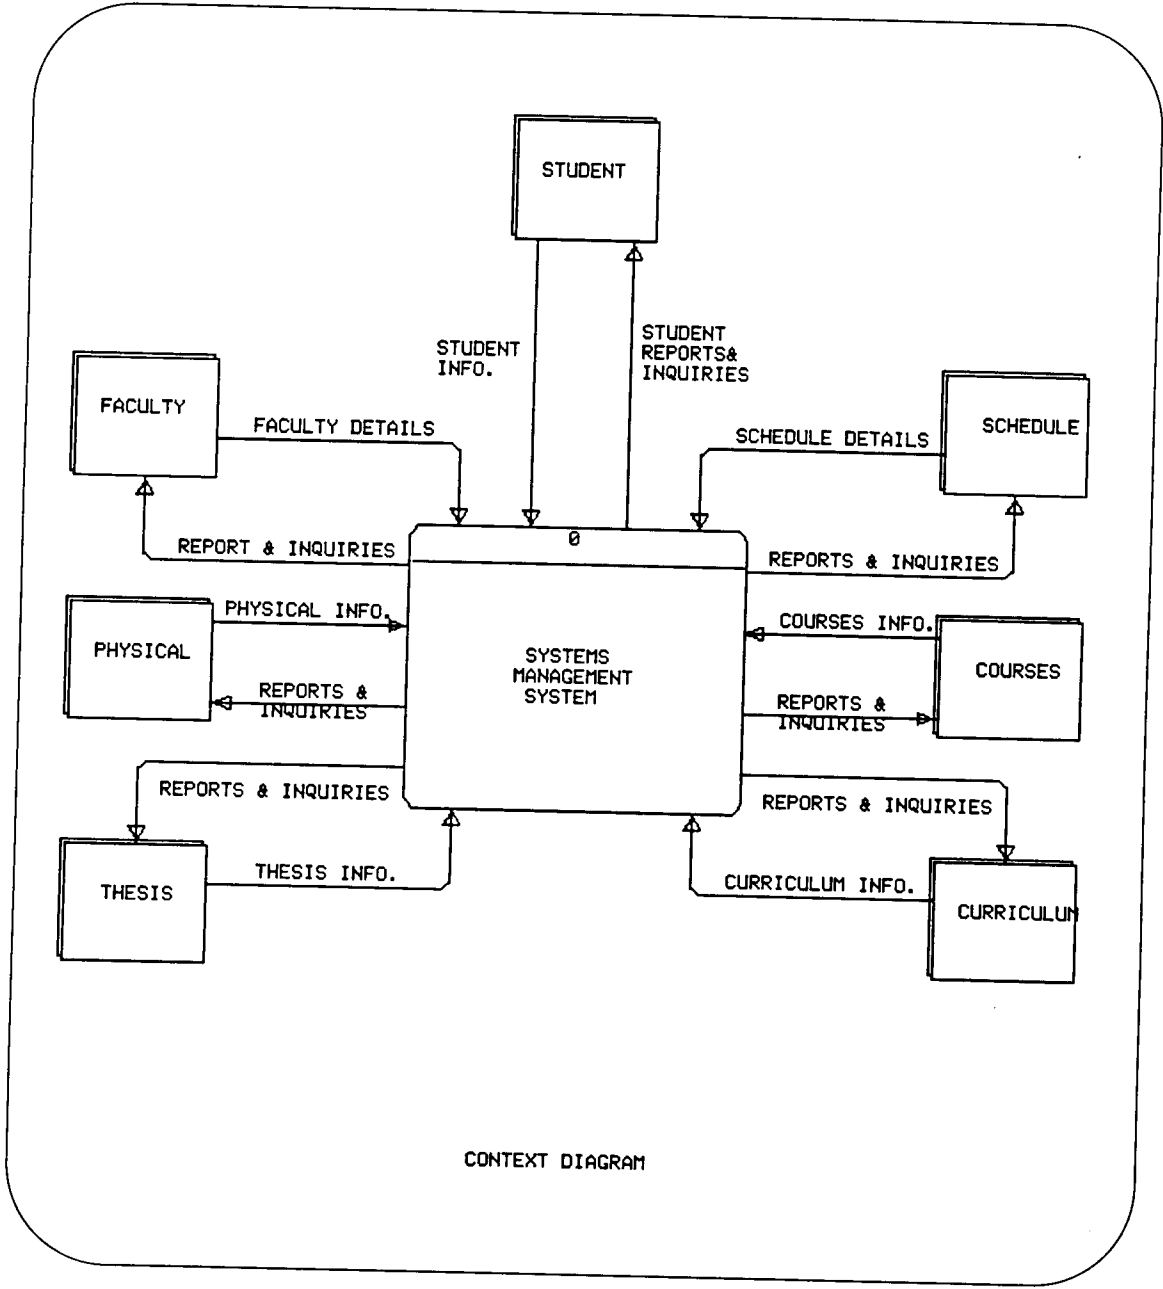 STUDENT
STUDENT
INFO.
STUDENT
REPORTS&
INQUIRIES
FACULTY
FACULTY DETAILS
SCHEDULE DETAILS
SCHEDULE
REPORT & INQUIRIES
0
REPORTS & INQUIRIES
PHYSICAL
PHYSICAL INFO.
REPORTS &
INQUIRIES
SYSTEMS
MANAGEMENT
SYSTEM
COURSES INFO.
REPORTS &
INQUIRIES
COURSES
REPORTS & INQUIRIES
REPORTS & INQUIRIES
THESIS
THESIS INFO.
CURRICULUM INFO.
CURRICULUM
CONTEXT DIAGRAM